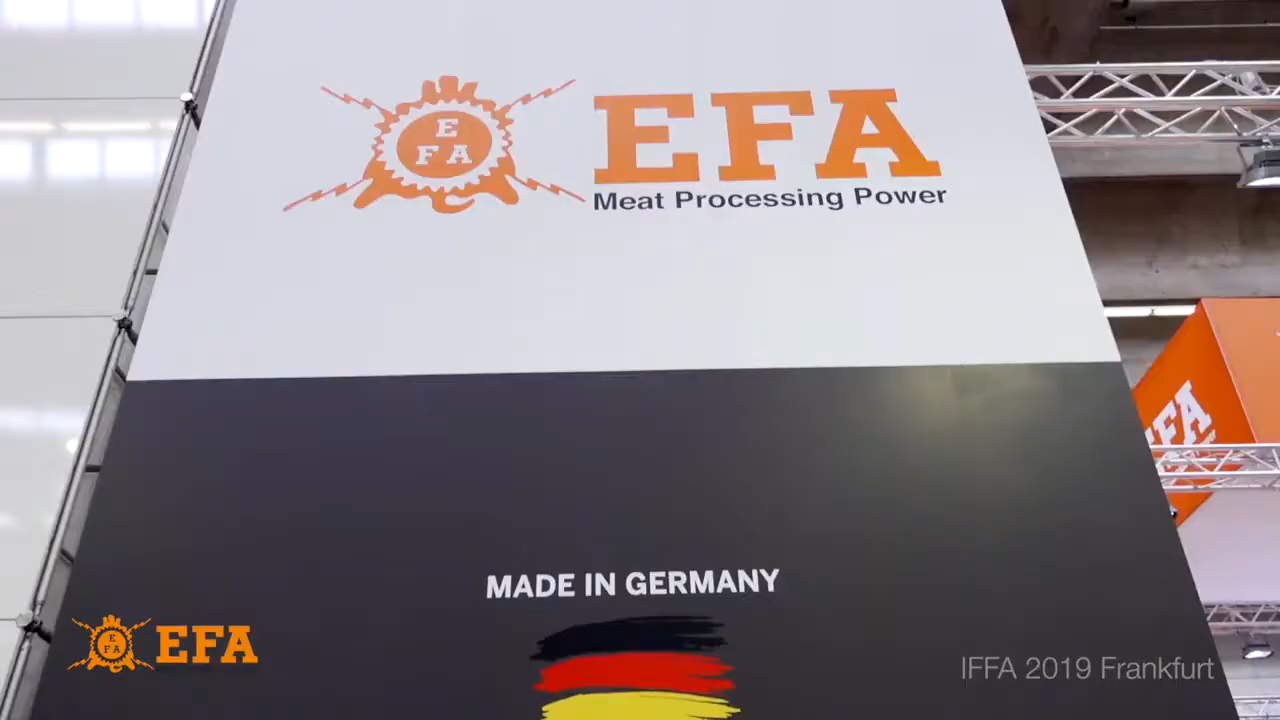 E
FA
EFA
Meat Processing Power
EFA
MADE IN GERMANY
E
FA
EFA
IFFA 2019 Frankfurt